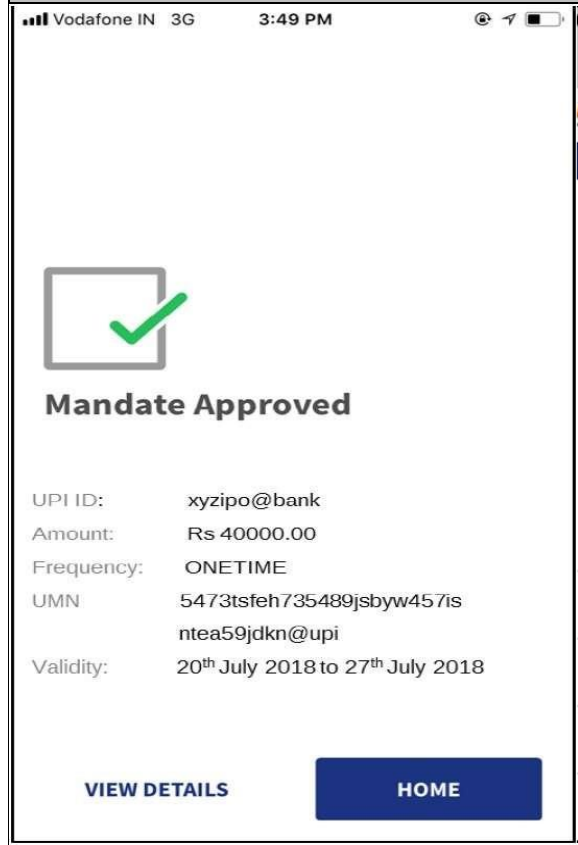 Vodafone IN 3G 3:49 PM
Mandate Approved
UPI ID: xyzipo@bank
Amount: Rs 40000.00
Frequency: ONETIME
UMN 5473tsfeh735489jsbyw457is
ntea59jdkn@upi
Validity: 20th July 2018 to 27th July 2018
VIEW DETAILS HOME